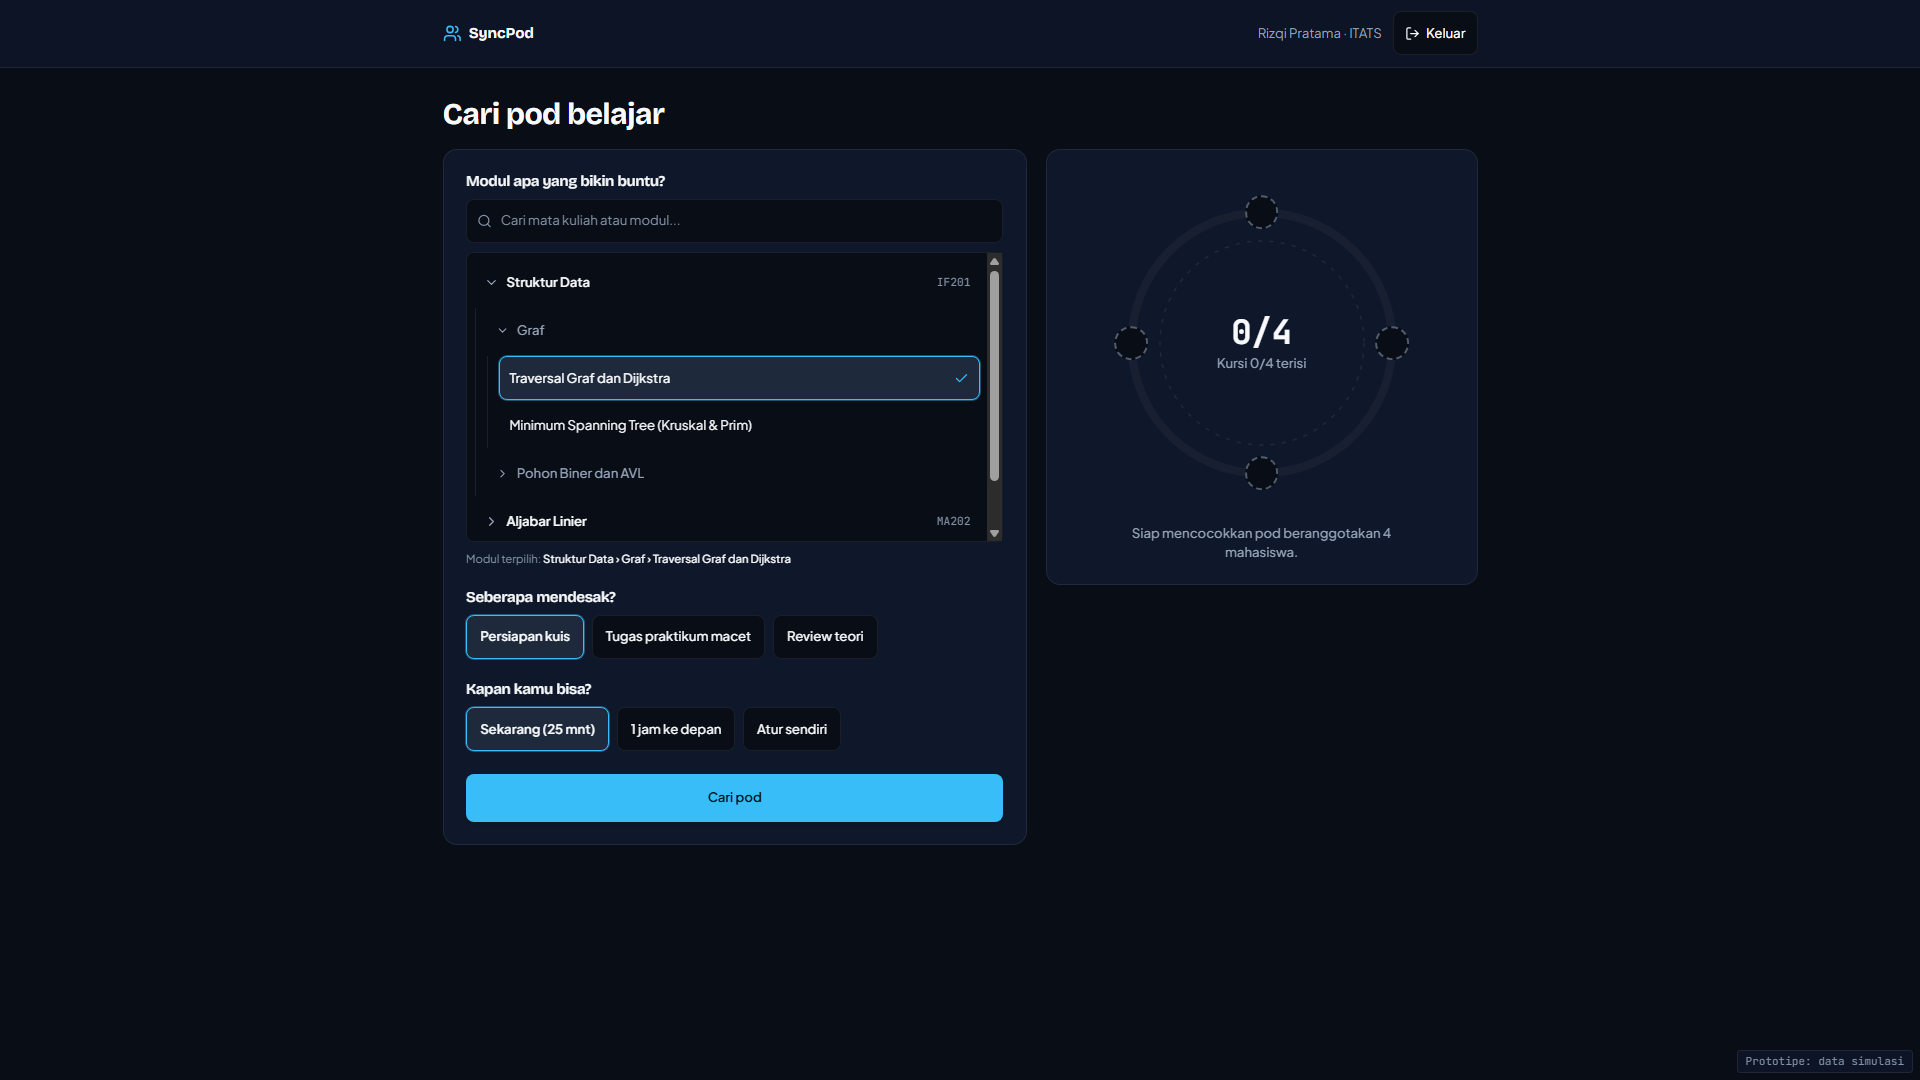 SyncPod
Rizqi Pratama · ITATS
Keluar
Cari pod belajar
Modul apa yang bikin buntu?
Cari mata kuliah atau modul...
Struktur Data
IF201
Graf
Traversal Graf dan Dijkstra
Minimum Spanning Tree (Kruskal & Prim)
Pohon Biner dan AVL
Aljabar Linier
MA202
Modul terpilih: Struktur Data › Graf › Traversal Graf dan Dijkstra
Seberapa mendesak?
Persiapan kuis
Tugas praktikum macet
Review teori
Kapan kamu bisa?
Sekarang (25 mnt)
1 jam ke depan
Atur sendiri
Cari pod
0/4
Kursi 0/4 terisi
Siap mencocokkan pod beranggotakan 4
mahasiswa.
Prototipe: data simulasi